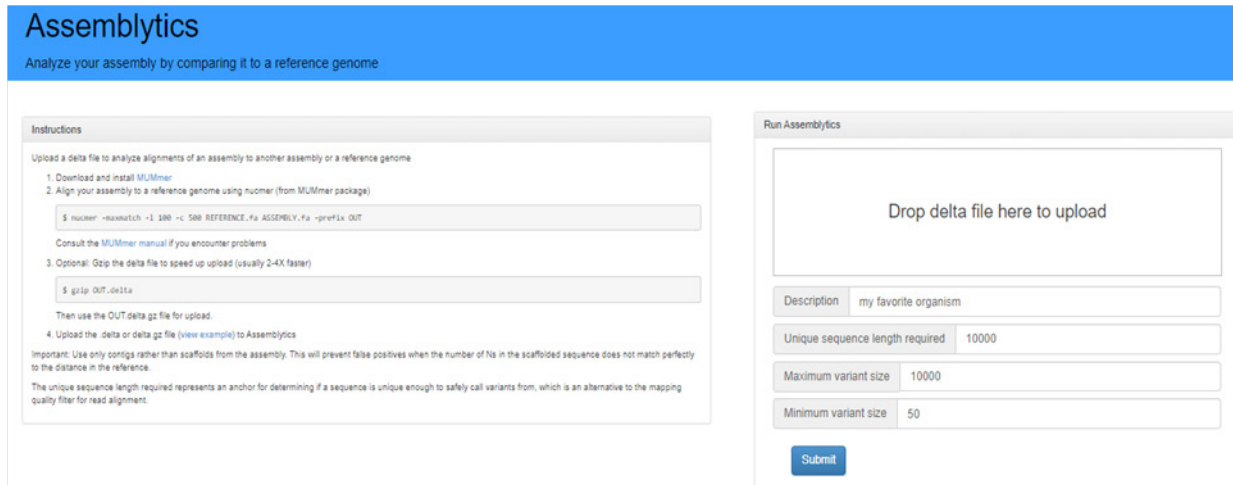 Assemblytics
Analyze your assembly by comparing it to a reference genome
Instructions
Upload a delta file to analyze alignments of an assembly to another assembly or a reference genome
1. Download and install MUMmer
2. Align your assembly to a reference genome using nucmer (from MUMmer package)
$ nucmer -maxmatch -l 100 -c 500 REFERENCE.fa ASSEMBLY.fa -prefix OUT
Consult the MUMmer manual if you encounter problems
3. Optional: Gzip the delta file to speed up upload (usually 2-4X faster)
$ gzip OUT.delta
Then use the OUT.delta.gz file for upload.
4. Upload the .delta or delta.gz file (view example) to Assemblytics
Important: Use only contigs rather than scaffolds from the assembly. This will prevent false positives when the number of Ns in the scaffolded sequence does not match perfectly
to the distance in the reference.
The unique sequence length required represents an anchor for determining if a sequence is unique enough to safely call variants from, which is an alternative to the mapping
quality filter for read alignment.
Run Assemblytics
Drop delta file here to upload
Description my favorite organism
Unique sequence length required 10000
Maximum variant size 10000
Minimum variant size 50
Submit